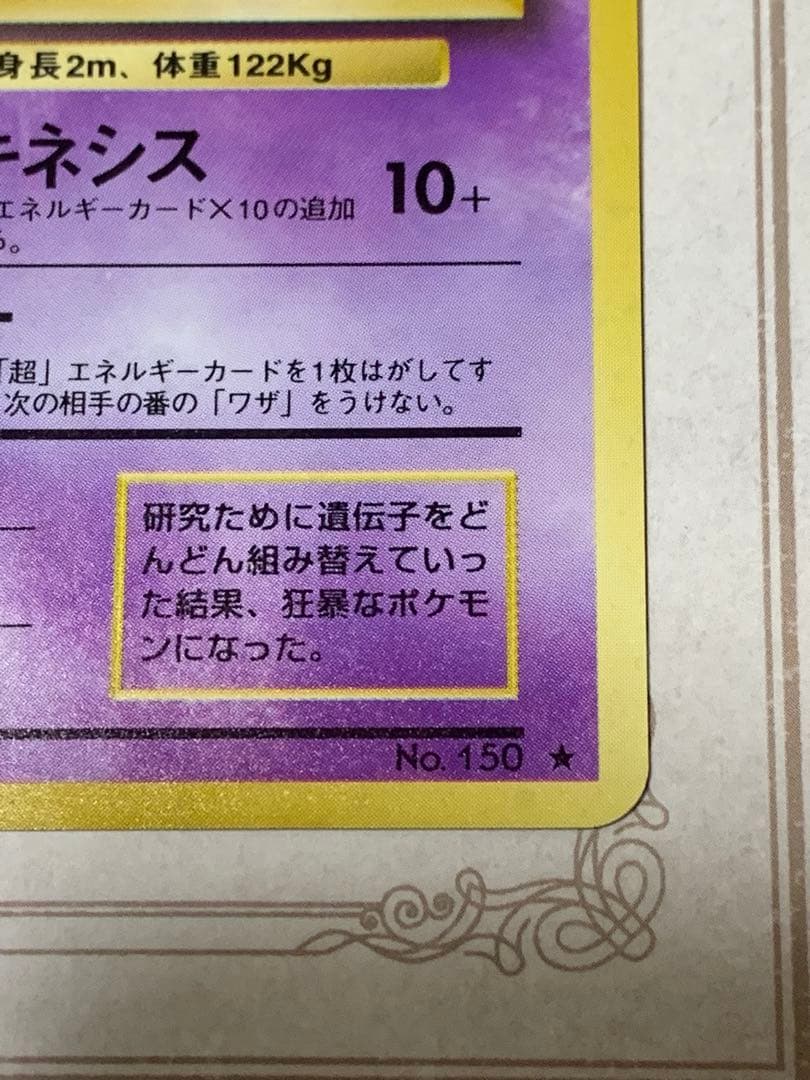 身長2m、体重122Kg
キネシス 10+
エネルギーカード×10の追加
る。
ー
「超」エネルギーカードを1枚はがしてす
次の相手の番の「ワザ」をうけない。
研究ために遺伝子をど
んどん組み替えていっ
た結果、狂暴なポケモ
ンになった。
No. 150 ★